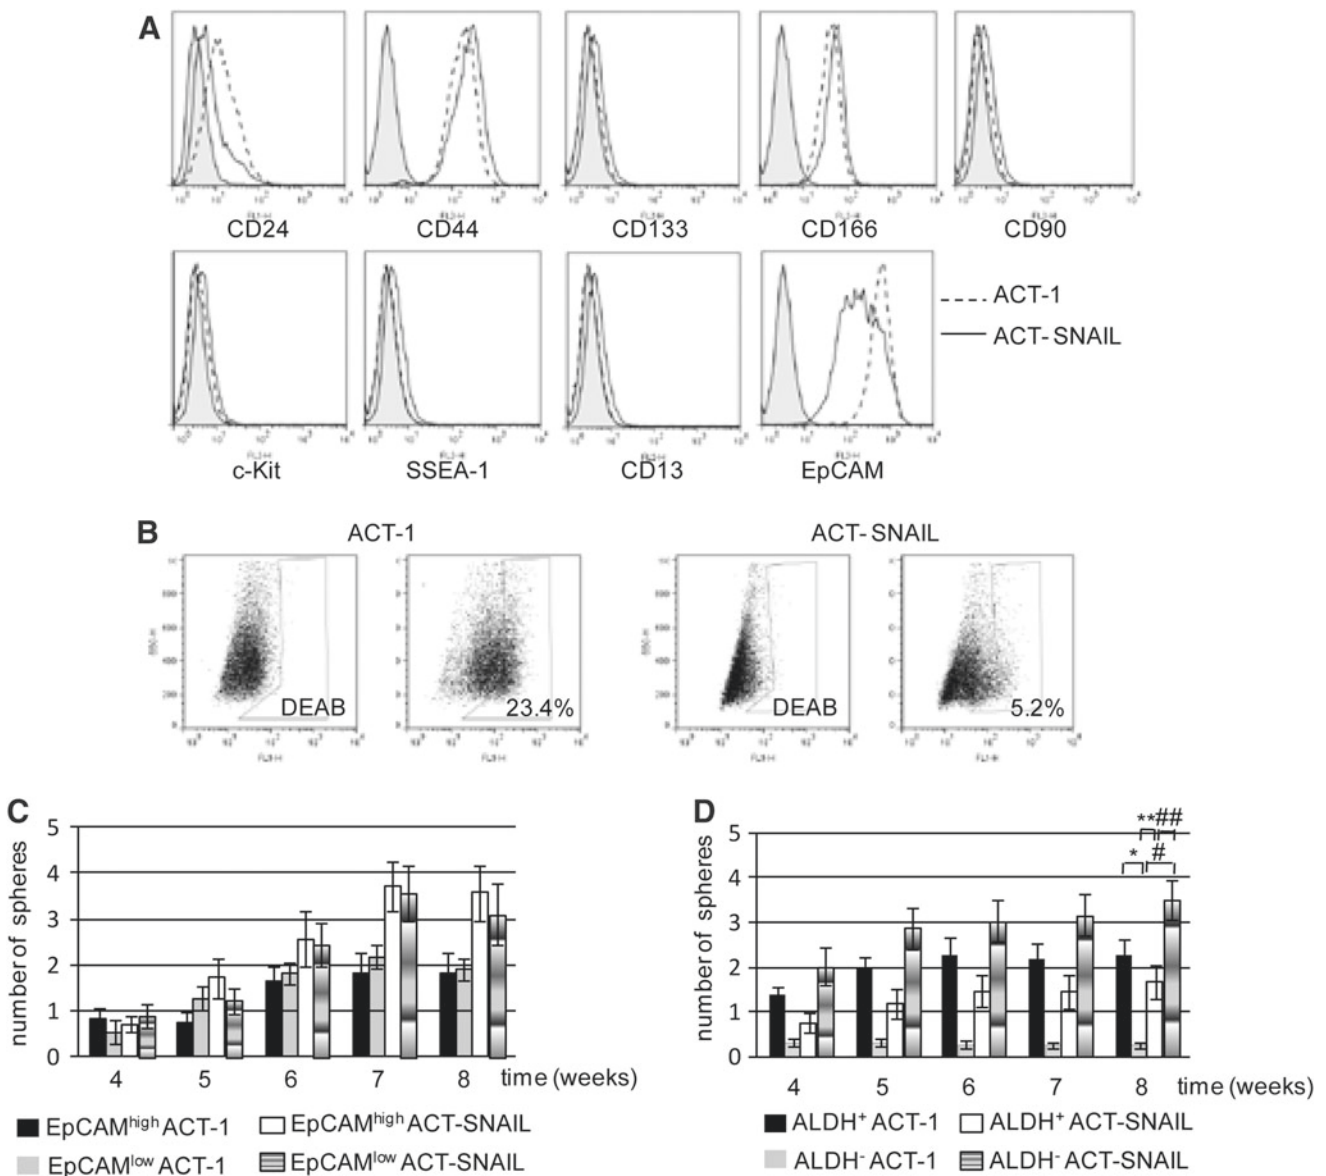 A
CD24
CD44
CD133
CD166
CD90
c-Kit
SSEA-1
CD13
EpCAM
ACT-1
ACT-SNAIL
B
ACT-1
ACT-SNAIL
DEAB
23.4%
DEAB
5.2%
C
number of spheres
5
4
3
2
1
0
4 5 6 7 8 time (weeks)
EpCAMhigh ACT-1
EpCAMhigh ACT-SNAIL
EpCAMlow ACT-1
EpCAMlow ACT-SNAIL
D
number of spheres
5
4
3
2
1
0
** ##
* #
4 5 6 7 8 time (weeks)
ALDH+ ACT-1
ALDH+ ACT-SNAIL
ALDH- ACT-1
ALDH- ACT-SNAIL